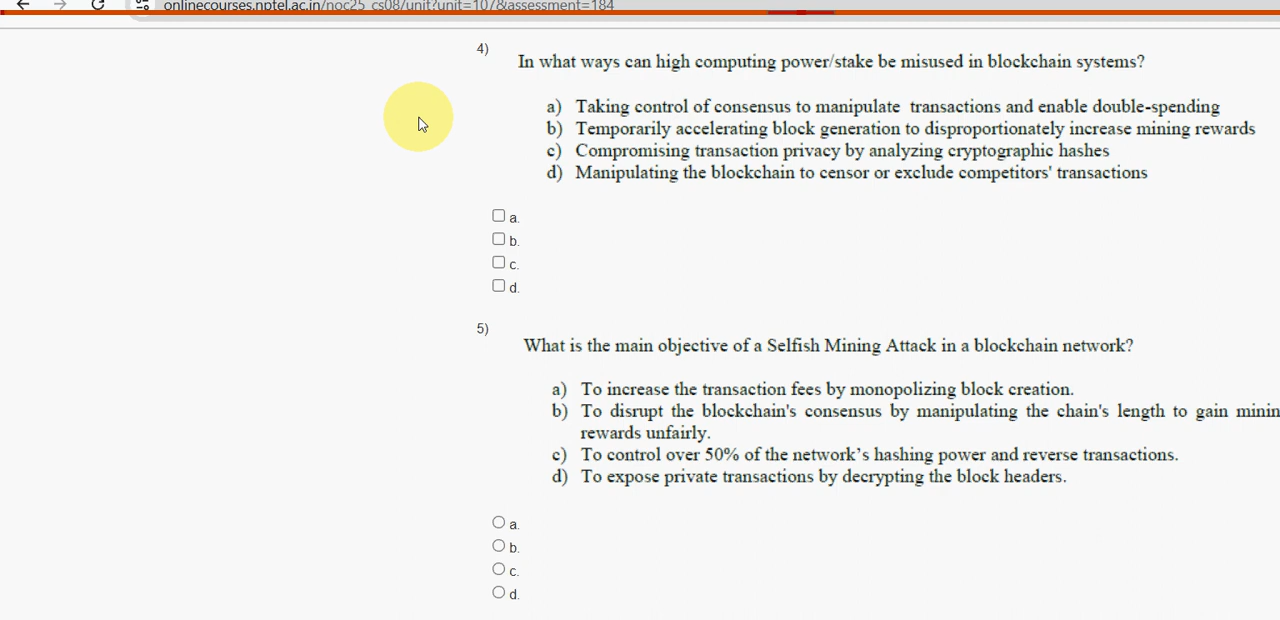 onlinecourses.nptel.ac.in/noc25_cs08/unit?unit=107&assessment=184
4)
In what ways can high computing power/stake be misused in blockchain systems?
a) Taking control of consensus to manipulate transactions and enable double-spending
b) Temporarily accelerating block generation to disproportionately increase mining rewards
c) Compromising transaction privacy by analyzing cryptographic hashes
d) Manipulating the blockchain to censor or exclude competitors' transactions
a.
b.
c.
d.
5)
What is the main objective of a Selfish Mining Attack in a blockchain network?
a) To increase the transaction fees by monopolizing block creation.
b) To disrupt the blockchain's consensus by manipulating the chain's length to gain minin
rewards unfairly.
c) To control over 50% of the network's hashing power and reverse transactions.
d) To expose private transactions by decrypting the block headers.
a.
b.
c.
d.